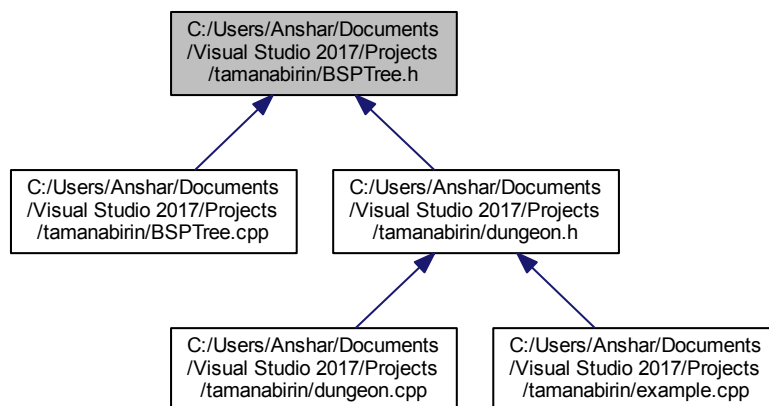 C:/Users/Anshar/Documents
/Visual Studio 2017/Projects
/tamanabirin/BSPTree.h
C:/Users/Anshar/Documents
/Visual Studio 2017/Projects
/tamanabirin/BSPTree.cpp
C:/Users/Anshar/Documents
/Visual Studio 2017/Projects
/tamanabirin/dungeon.h
C:/Users/Anshar/Documents
/Visual Studio 2017/Projects
/tamanabirin/dungeon.cpp
C:/Users/Anshar/Documents
/Visual Studio 2017/Projects
/tamanabirin/example.cpp